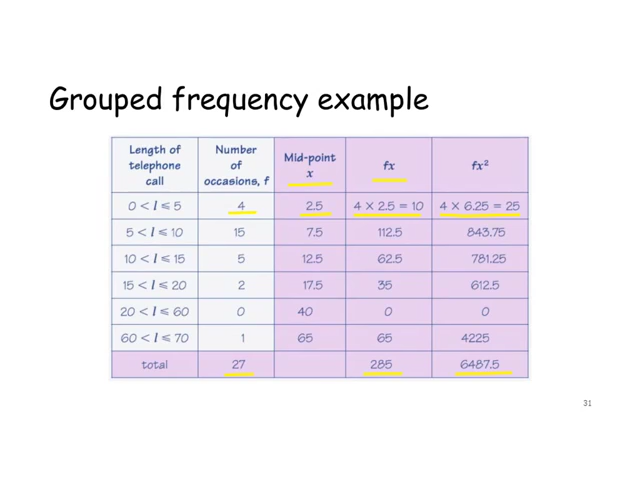 Grouped frequency example
Length of telephone call | Number of occasions, f | Mid-point x | fx | fx²
0 < l ⩽ 5 | 4 | 2.5 | 4 × 2.5 = 10 | 4 × 6.25 = 25
5 < l ⩽ 10 | 15 | 7.5 | 112.5 | 843.75
10 < l ⩽ 15 | 5 | 12.5 | 62.5 | 781.25
15 < l ⩽ 20 | 2 | 17.5 | 35 | 612.5
20 < l ⩽ 60 | 0 | 40 | 0 | 0
60 < l ⩽ 70 | 1 | 65 | 65 | 4225
total | 27 | | 285 | 6487.5
31